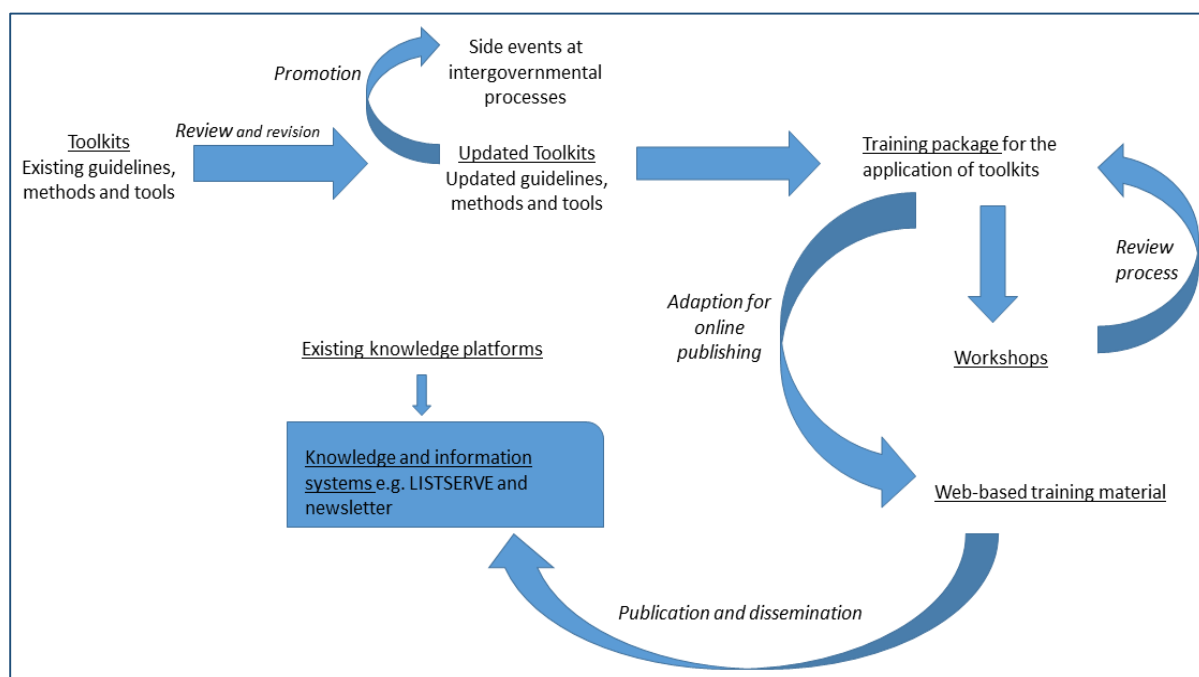 Side events at
intergovernmental
processes
Promotion
Review and revision
Toolkits
Existing guidelines,
methods and tools
Updated Toolkits
Updated guidelines,
methods and tools
Training package for the
application of toolkits
Review
process
Adaption for
online
publishing
Workshops
Existing knowledge platforms
Knowledge and information
systems e.g. LISTSERVE and
newsletter
Web-based training material
Publication and dissemination